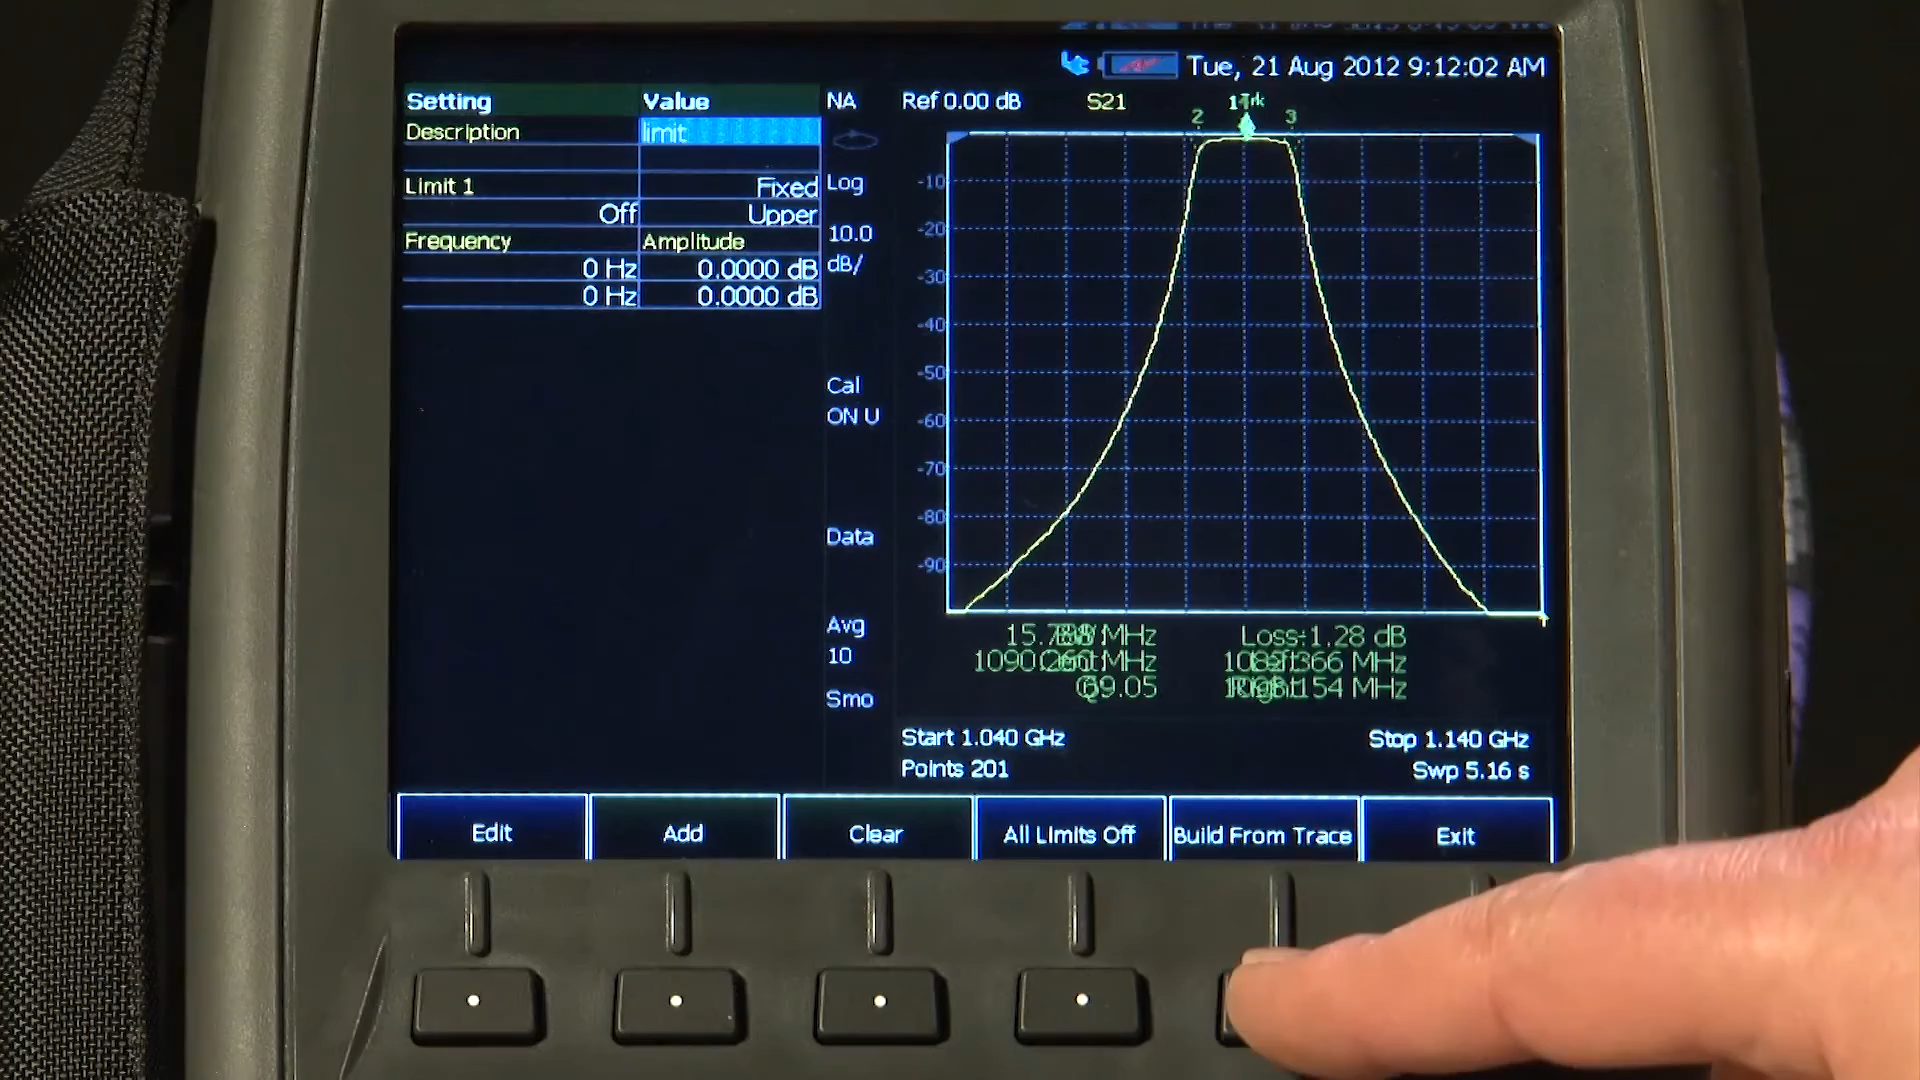 Tue, 21 Aug 2012 9:12:02 AM
Setting Value
Description limit
Limit 1 Fixed
Off Upper
Frequency Amplitude
0 Hz 0.0000 dB
0 Hz 0.0000 dB
NA
Log
10.0
dB/
Cal
ON U
Data
Avg
10
Smo
Ref 0.00 dB S21
2 3
-10
-20
-30
-40
-50
-60
-70
-80
-90
MHz Loss:1.28 dB
MHz MHz
MHz
Start 1.040 GHz Stop 1.140 GHz
Points 201 Swp 5.16 s
Edit Add Clear All Limits Off Build From Trace Exit